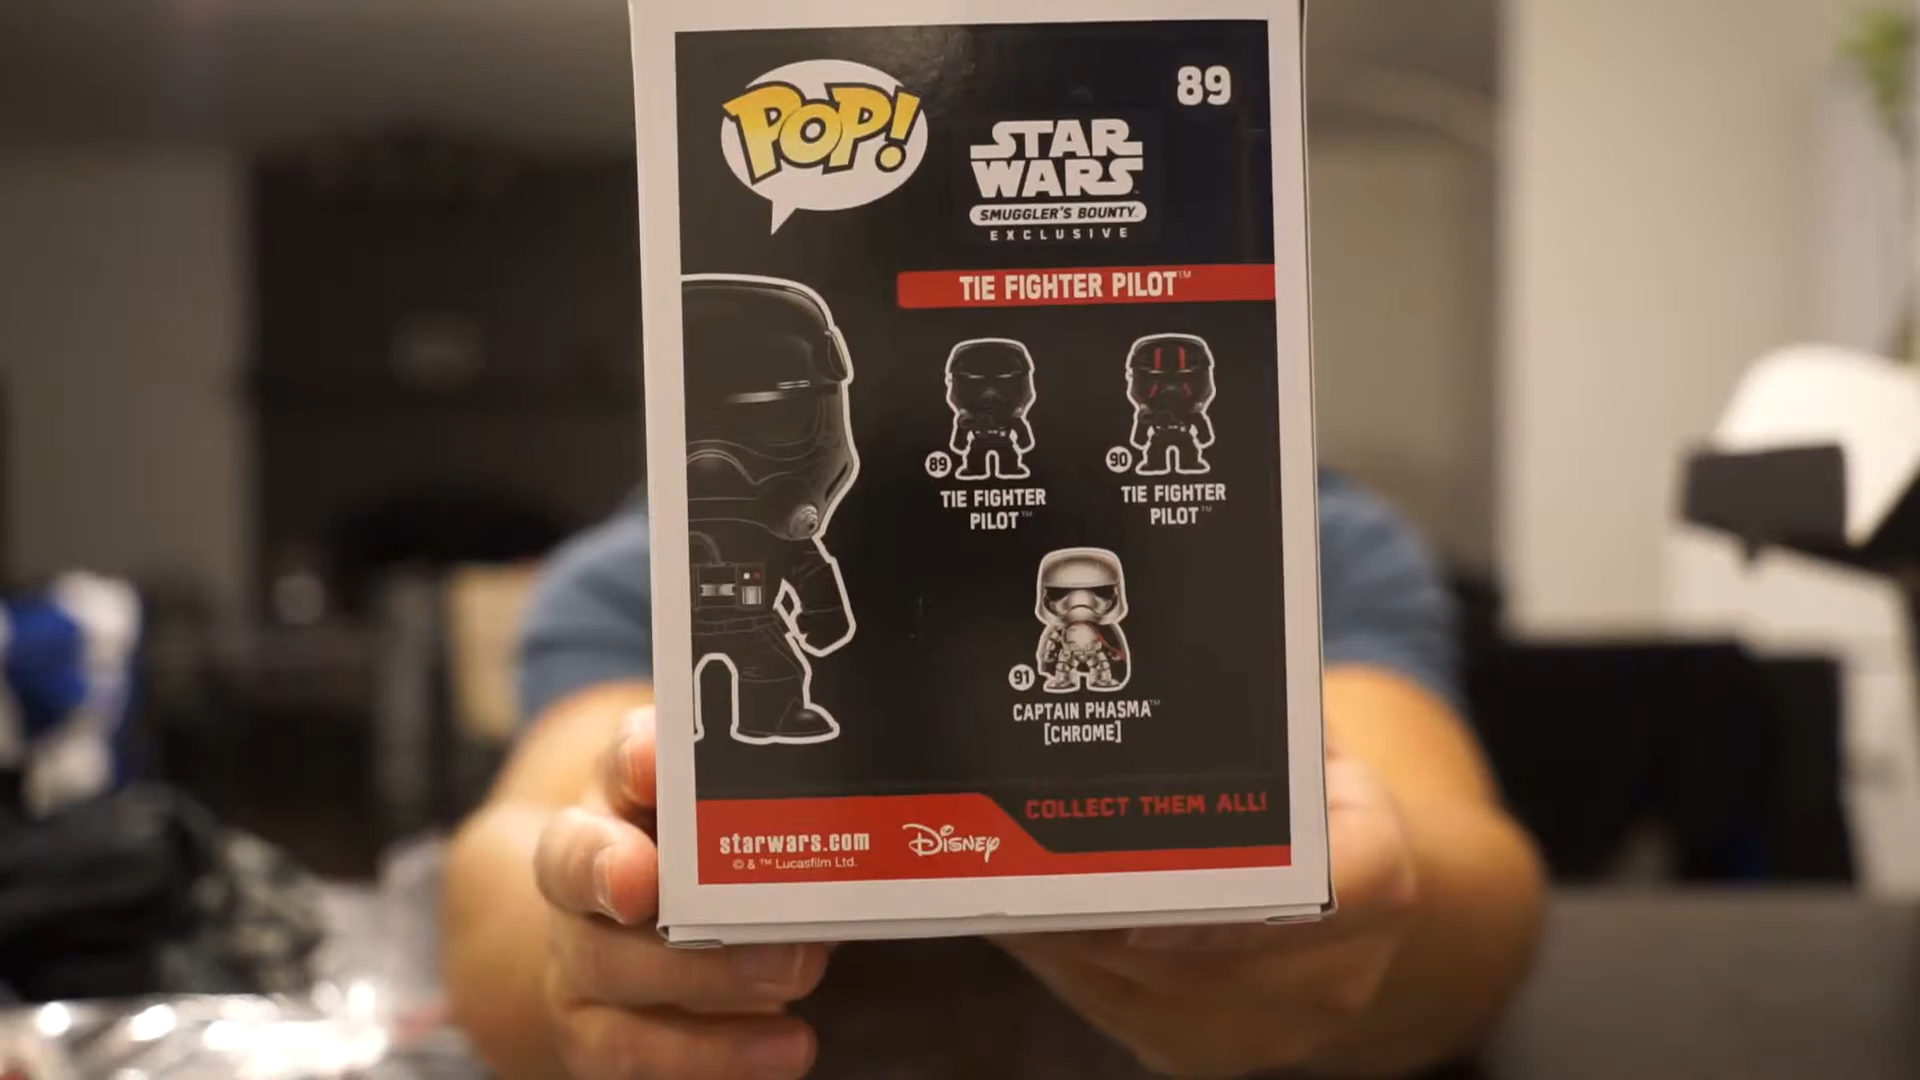 POP!
89
STAR
WARS
SMUGGLER'S BOUNTY™
EXCLUSIVE
TIE FIGHTER PILOT™
89
TIE FIGHTER
PILOT™
90
TIE FIGHTER
PILOT™
91
CAPTAIN PHASMA™
[CHROME]
COLLECT THEM ALL!
starwars.com
© & ™ Lucasfilm Ltd.
Disney